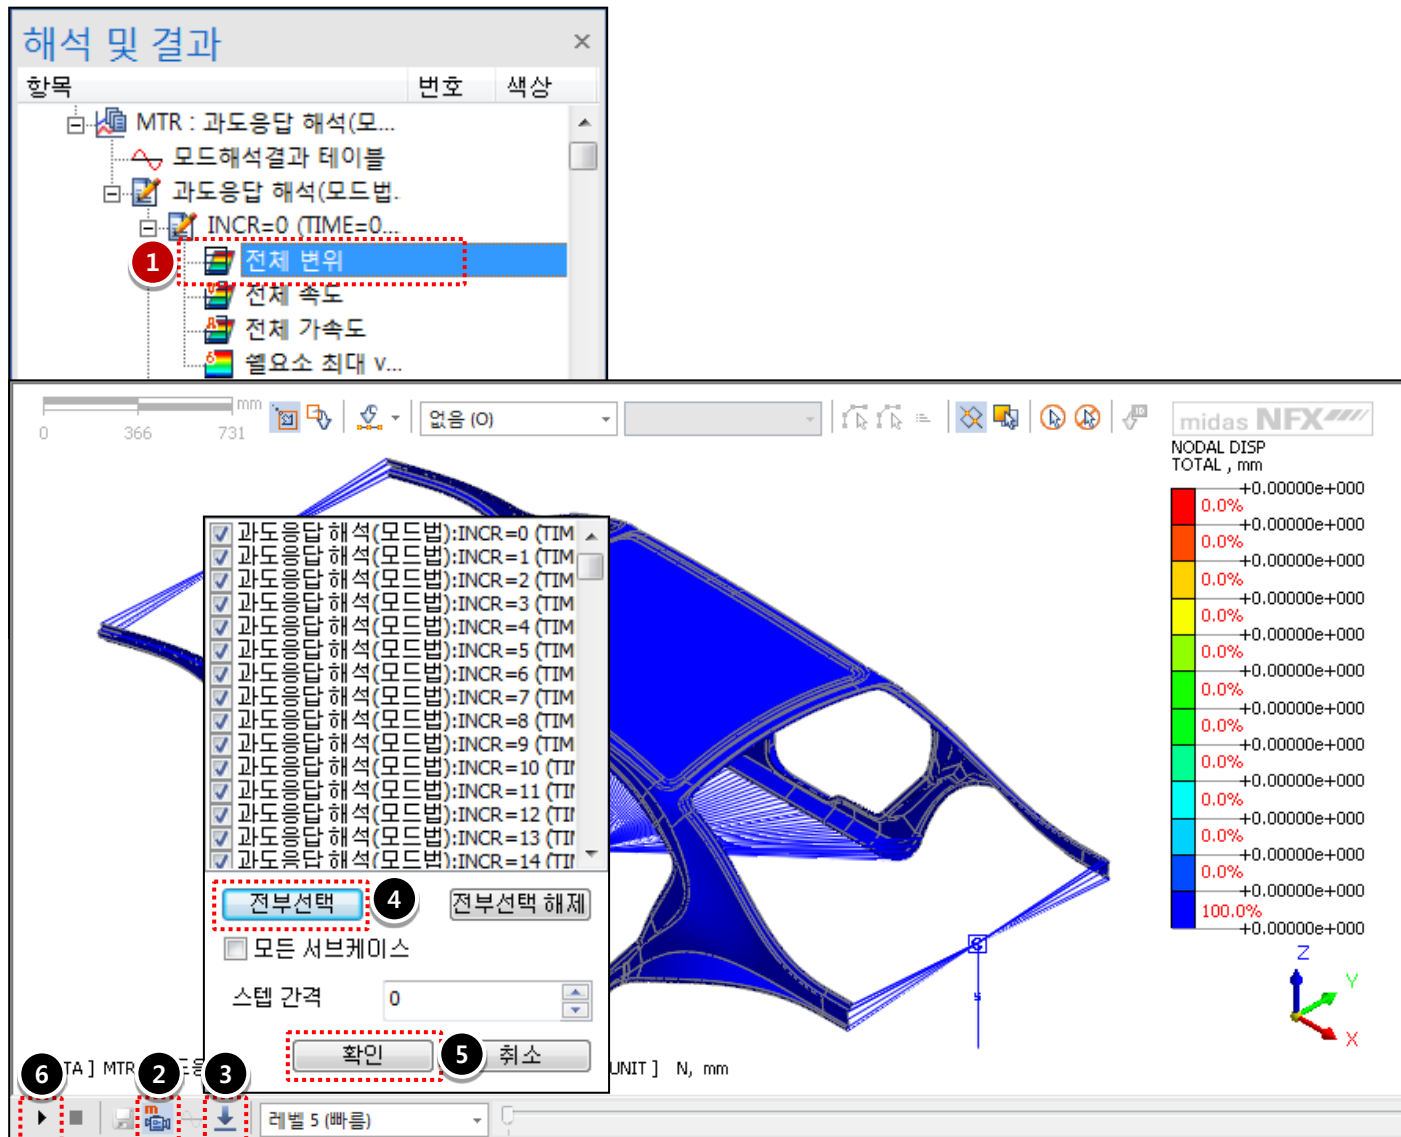 해석 및 결과
항목 번호 색상
MTR : 과도응답 해석(모...
모드해석결과 테이블
과도응답 해석(모드법.
INCR=0 (TIME=0...
1 전체 변위
전체 속도
전체 가속도
쉘요소 최대 v...
mm
0 366 731
없음 (O)
midas NFX
NODAL DISP
TOTAL , mm
+0.00000e+000
0.0%
+0.00000e+000
0.0%
+0.00000e+000
0.0%
+0.00000e+000
0.0%
+0.00000e+000
0.0%
+0.00000e+000
0.0%
+0.00000e+000
0.0%
+0.00000e+000
0.0%
+0.00000e+000
0.0%
+0.00000e+000
0.0%
+0.00000e+000
0.0%
+0.00000e+000
100.0%
+0.00000e+000
과도응답 해석(모드법):INCR=0 (TIM
과도응답 해석(모드법):INCR=1 (TIM
과도응답 해석(모드법):INCR=2 (TIM
과도응답 해석(모드법):INCR=3 (TIM
과도응답 해석(모드법):INCR=4 (TIM
과도응답 해석(모드법):INCR=5 (TIM
과도응답 해석(모드법):INCR=6 (TIM
과도응답 해석(모드법):INCR=7 (TIM
과도응답 해석(모드법):INCR=8 (TIM
과도응답 해석(모드법):INCR=9 (TIM
과도응답 해석(모드법):INCR=10 (TI
과도응답 해석(모드법):INCR=11 (TI
과도응답 해석(모드법):INCR=12 (TI
과도응답 해석(모드법):INCR=13 (TI
과도응답 해석(모드법):INCR=14 (TI
전부선택 4 전부선택 해제
모든 서브케이스
스텝 간격 0
확인 5 취소
Z
Y
X
6 TA ] MTR 2 3 UNIT ] N, mm
레벨 5 (빠름)